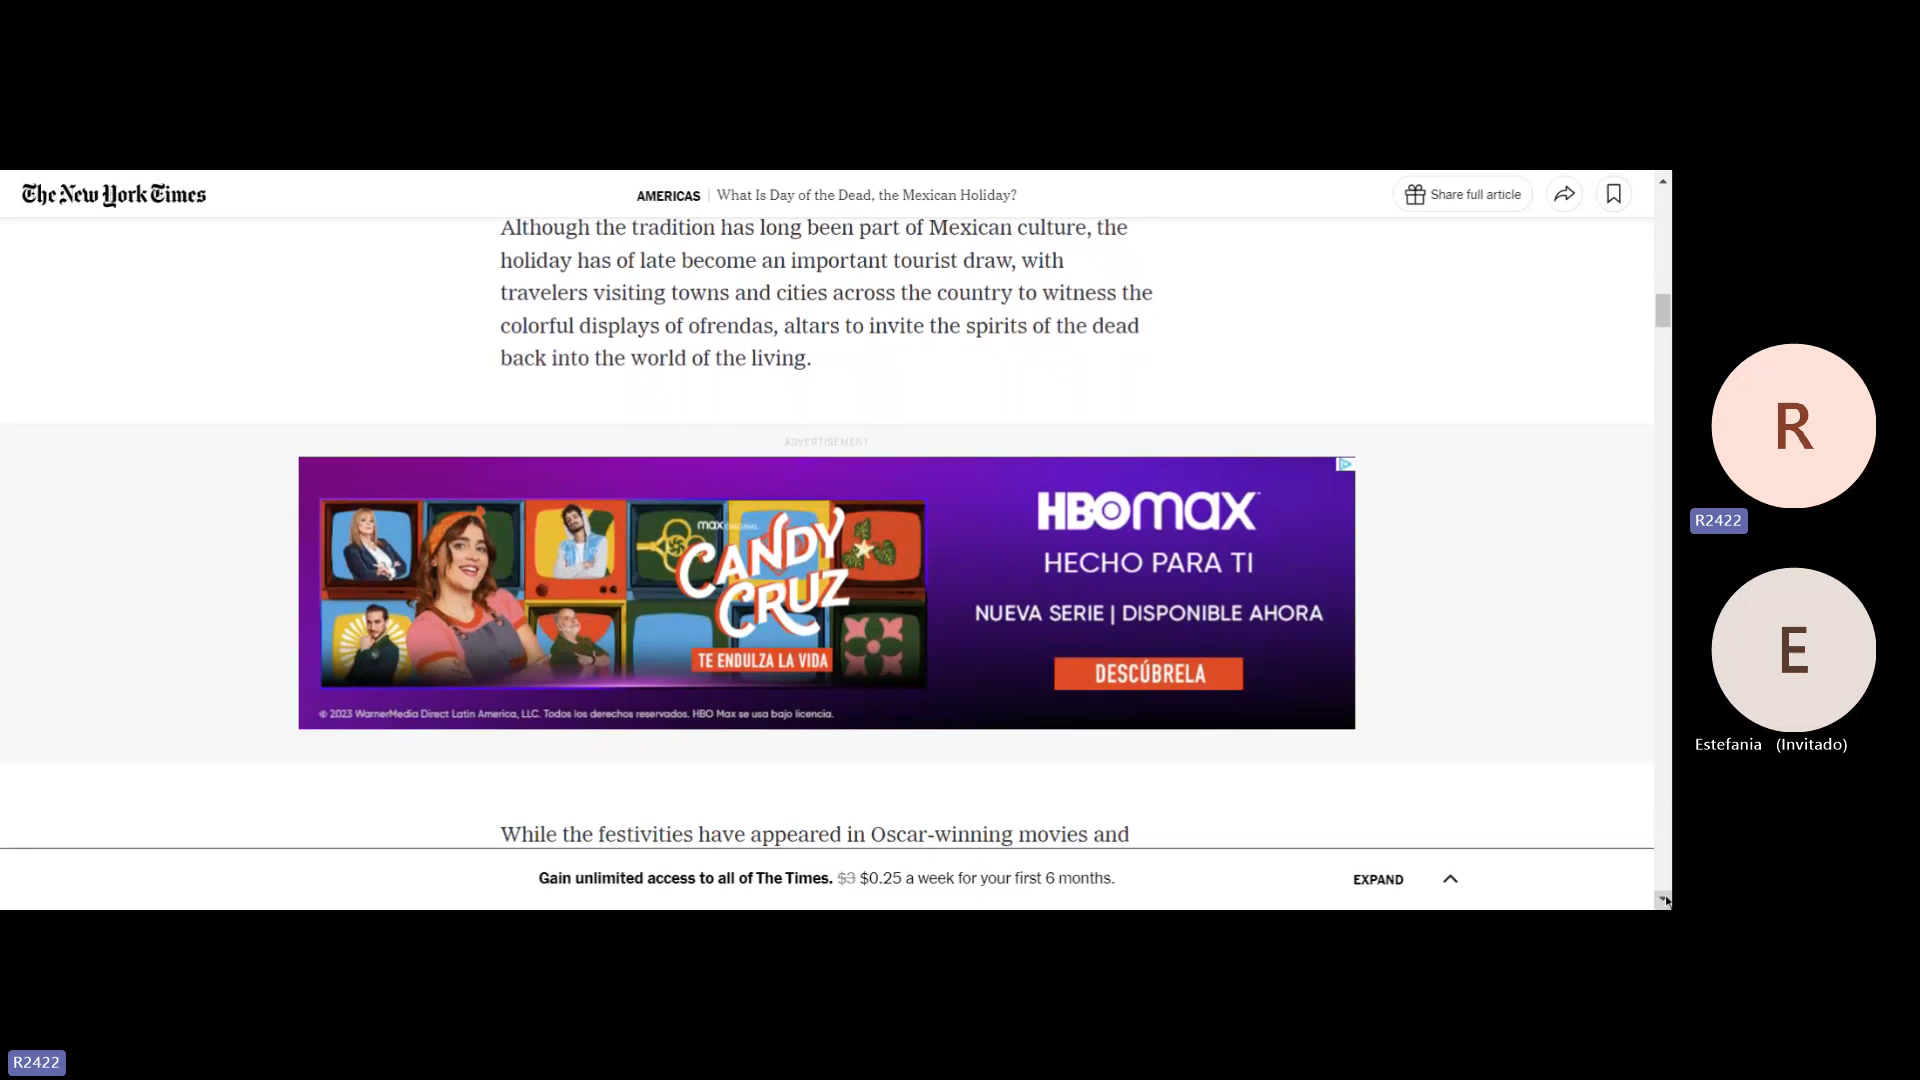 The New York Times
AMERICAS | What Is Day of the Dead, the Mexican Holiday?
Share full article
Although the tradition has long been part of Mexican culture, the
holiday has of late become an important tourist draw, with
travelers visiting towns and cities across the country to witness the
colorful displays of ofrendas, altars to invite the spirits of the dead
back into the world of the living.
ADVERTISEMENT
max ORIGINAL
CANDY
CRUZ
TE ENDULZA LA VIDA
HBOmax
HECHO PARA TI
NUEVA SERIE | DISPONIBLE AHORA
DESCÚBRELA
© 2023 WarnerMedia Direct Latin America, LLC. Todos los derechos reservados. HBO Max se usa bajo licencia.
While the festivities have appeared in Oscar-winning movies and
Gain unlimited access to all of The Times. $3 $0.25 a week for your first 6 months.
EXPAND
R
R2422
E
Estefania (Invitado)
R2422